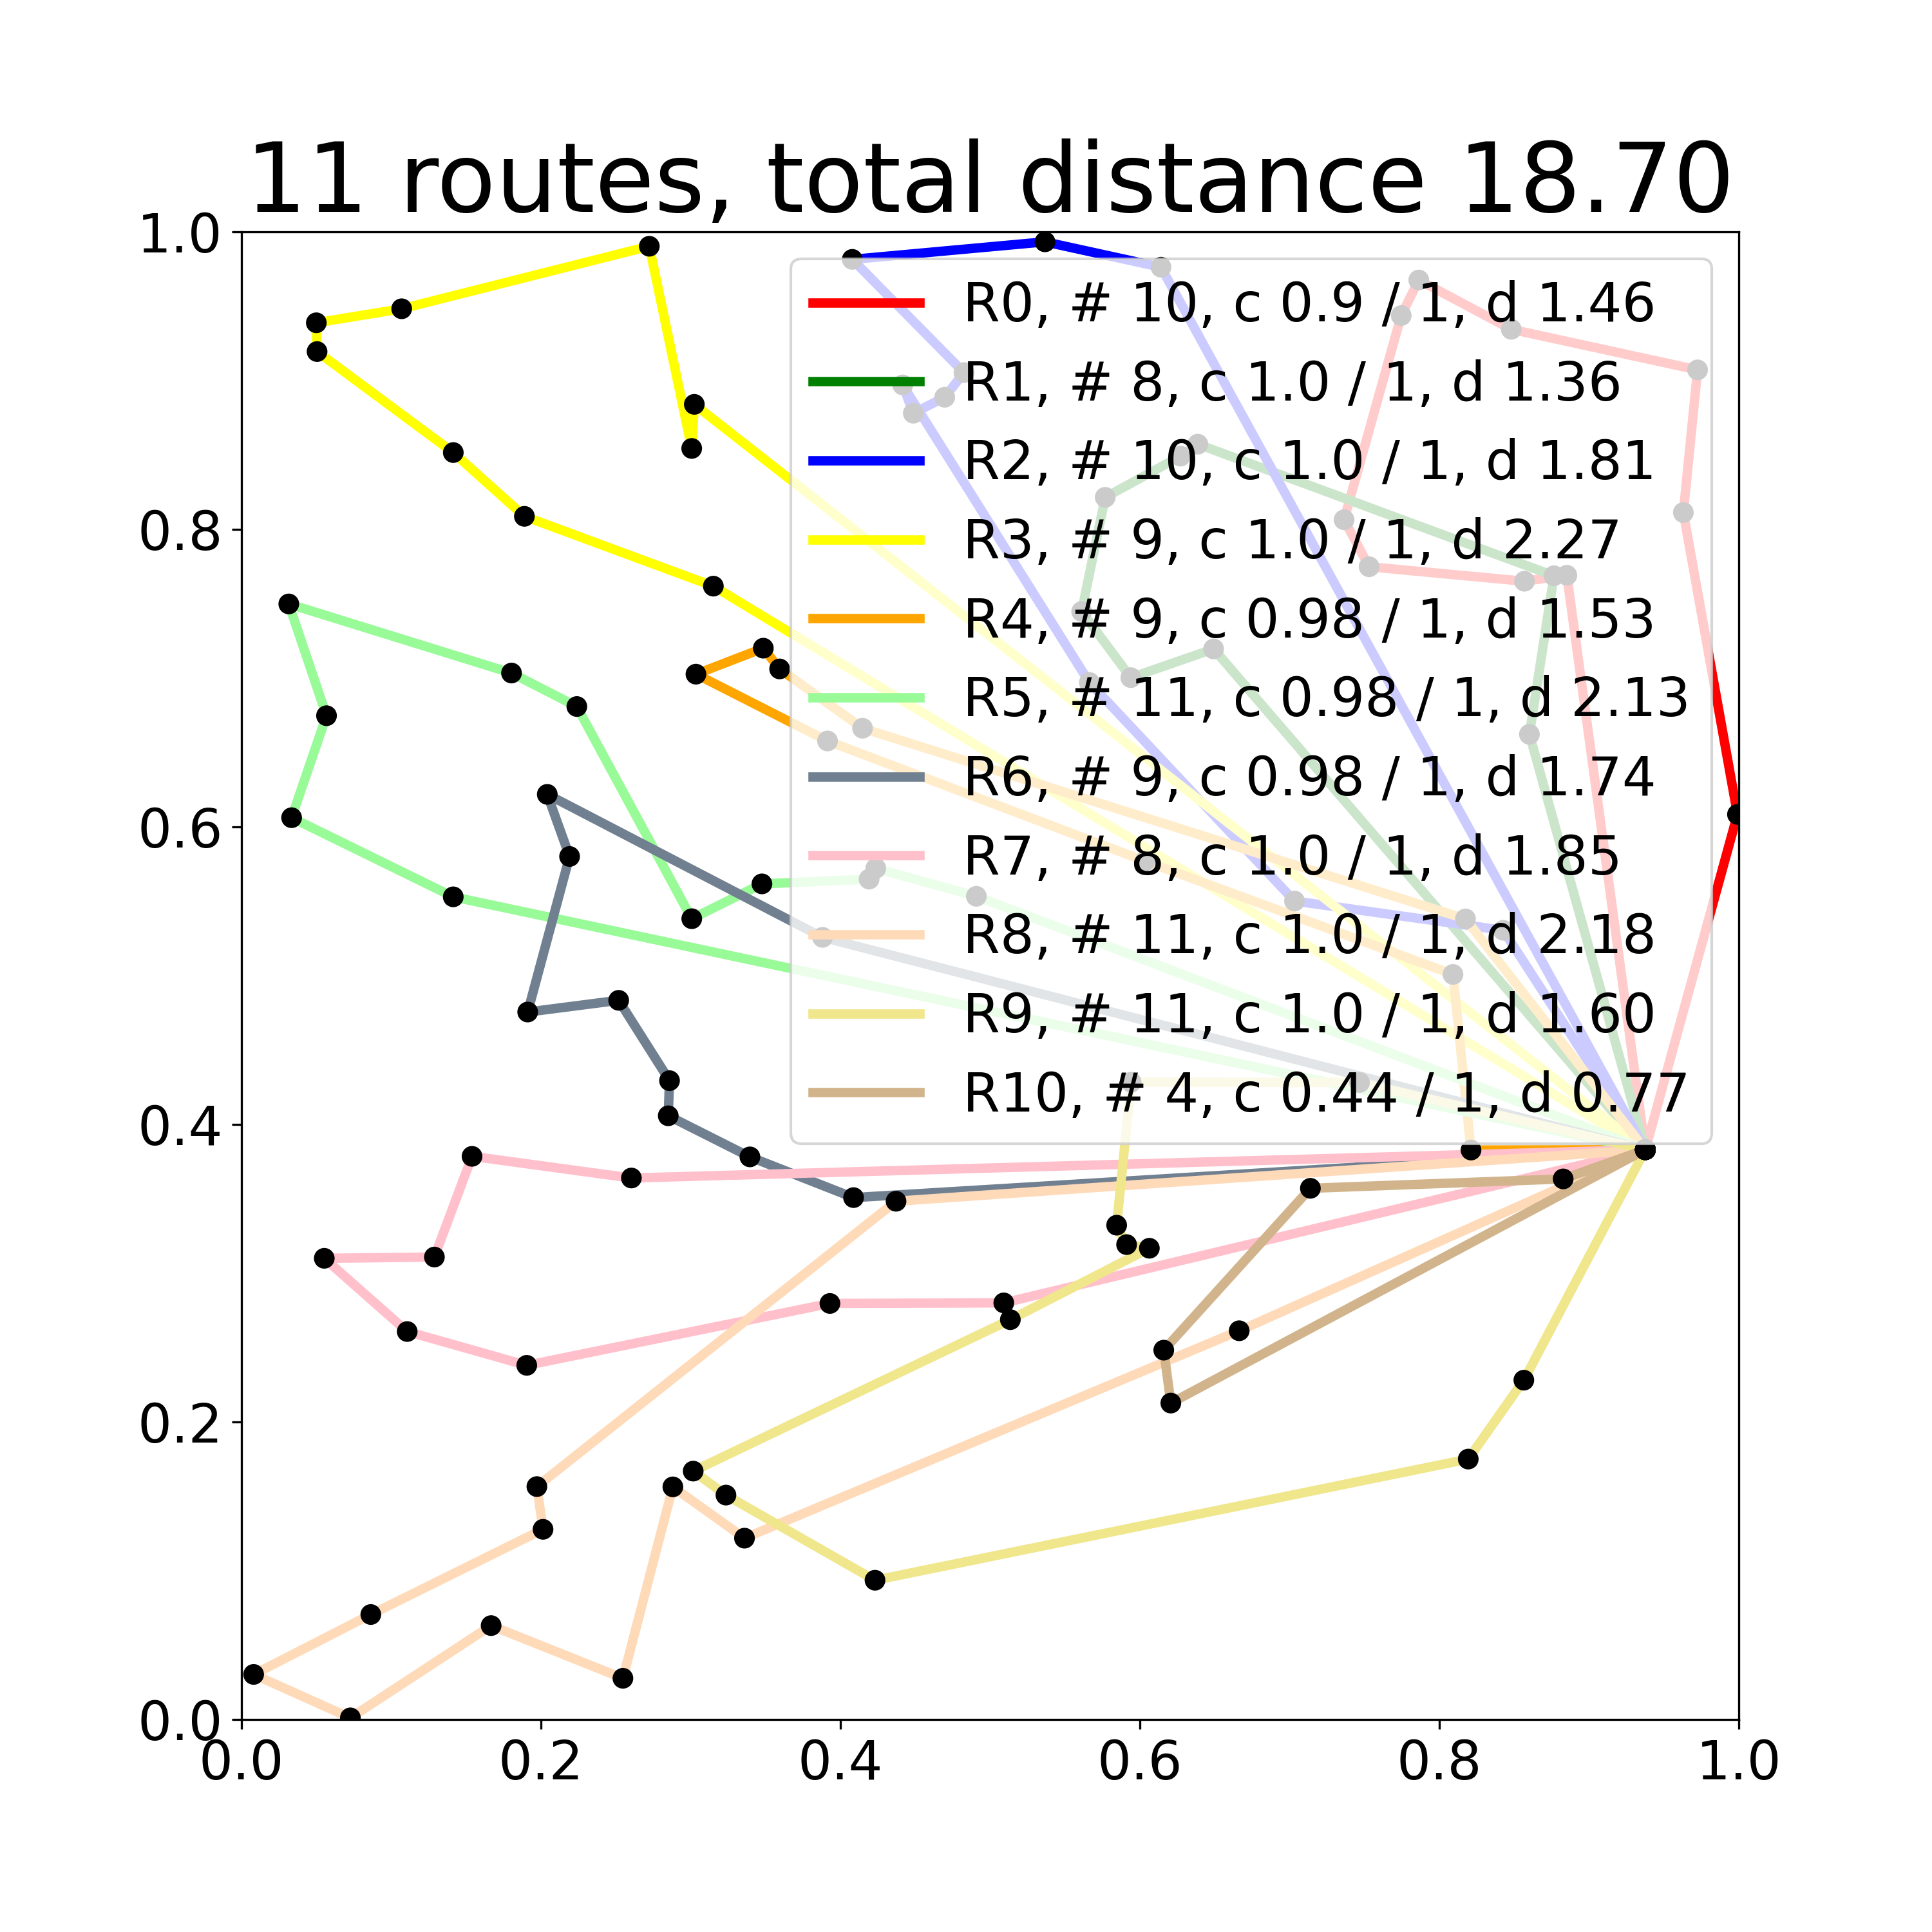 11 routes, total distance 18.70
1.0
0.8
0.6
0.4
0.2
0.0
R0, # 10, c 0.9 / 1, d 1.46
R1, # 8, c 1.0 / 1, d 1.36
R2, # 10, c 1.0 / 1, d 1.81
R3, # 9, c 1.0 / 1, d 2.27
R4, # 9, c 0.98 / 1, d 1.53
R5, # 11, c 0.98 / 1, d 2.13
R6, # 9, c 0.98 / 1, d 1.74
R7, # 8, c 1.0 / 1, d 1.85
R8, # 11, c 1.0 / 1, d 2.18
R9, # 11, c 1.0 / 1, d 1.60
R10, # 4, c 0.44 / 1, d 0.77
0.0 0.2 0.4 0.6 0.8 1.0